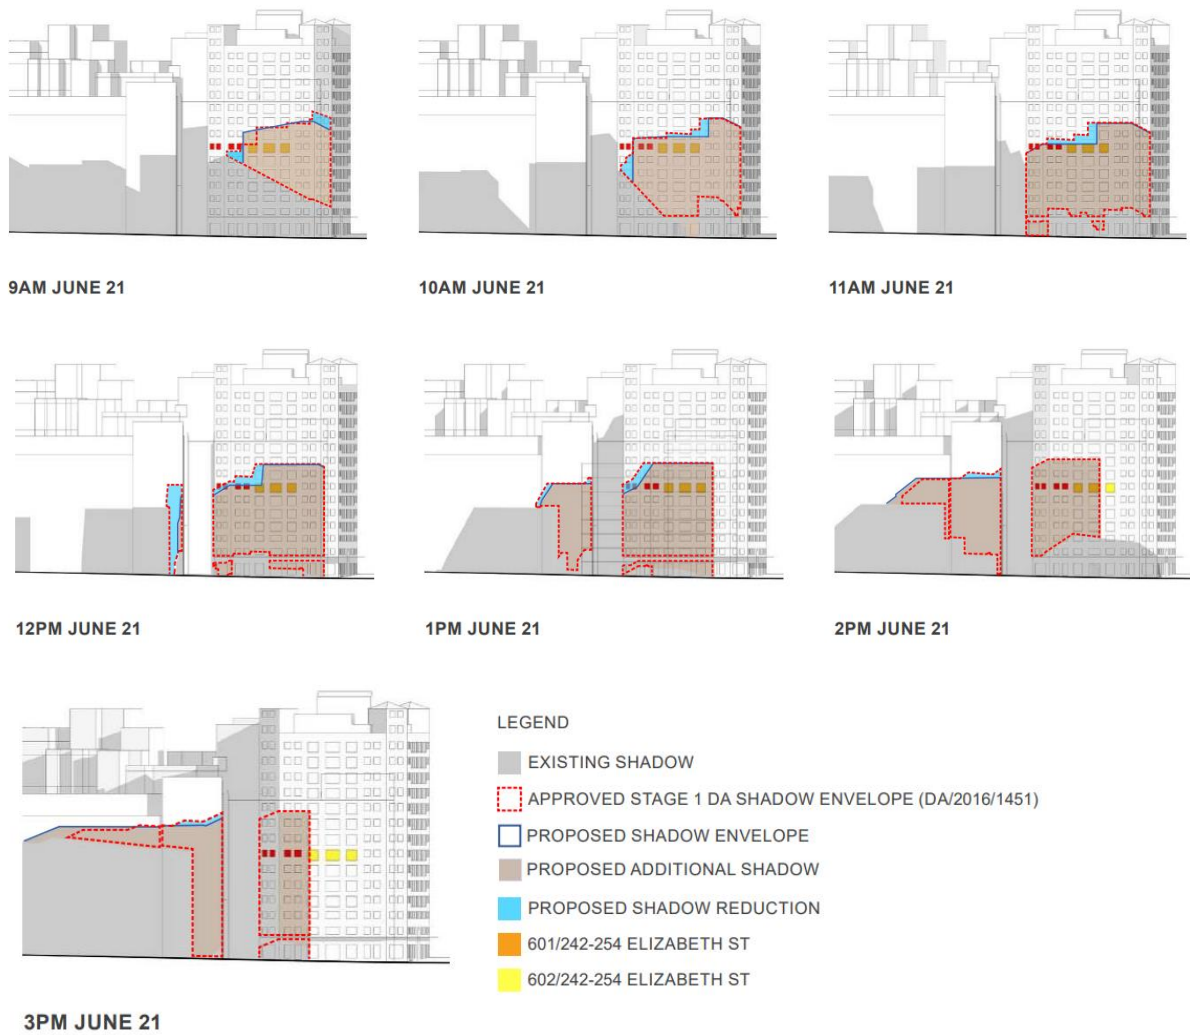 9AM JUNE 21
10AM JUNE 21
11AM JUNE 21
12PM JUNE 21
1PM JUNE 21
2PM JUNE 21
3PM JUNE 21
LEGEND
EXISTING SHADOW
APPROVED STAGE 1 DA SHADOW ENVELOPE (DA/2016/1451)
PROPOSED SHADOW ENVELOPE
PROPOSED ADDITIONAL SHADOW
PROPOSED SHADOW REDUCTION
601/242-254 ELIZABETH ST
602/242-254 ELIZABETH ST